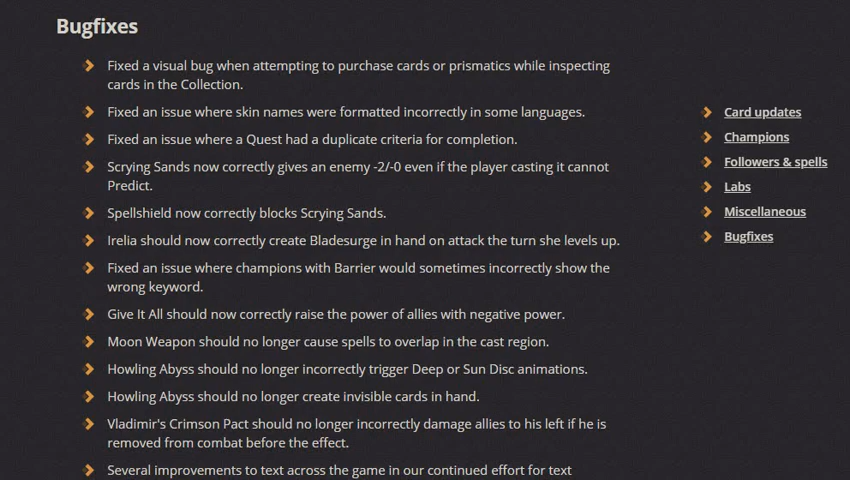 Bugfixes
Fixed a visual bug when attempting to purchase cards or prismatics while inspecting
cards in the Collection.
Fixed an issue where skin names were formatted incorrectly in some languages.
Fixed an issue where a Quest had a duplicate criteria for completion.
Scrying Sands now correctly gives an enemy -2/-0 even if the player casting it cannot
Predict.
Spellshield now correctly blocks Scrying Sands.
Irelia should now correctly create Bladesurge in hand on attack the turn she levels up.
Fixed an issue where champions with Barrier would sometimes incorrectly show the
wrong keyword.
Give It All should now correctly raise the power of allies with negative power.
Moon Weapon should no longer cause spells to overlap in the cast region.
Howling Abyss should no longer incorrectly trigger Deep or Sun Disc animations.
Howling Abyss should no longer create invisible cards in hand.
Vladimir's Crimson Pact should no longer incorrectly damage allies to his left if he is
removed from combat before the effect.
Several improvements to text across the game in our continued effort for text
Card updates
Champions
Followers & spells
Labs
Miscellaneous
Bugfixes